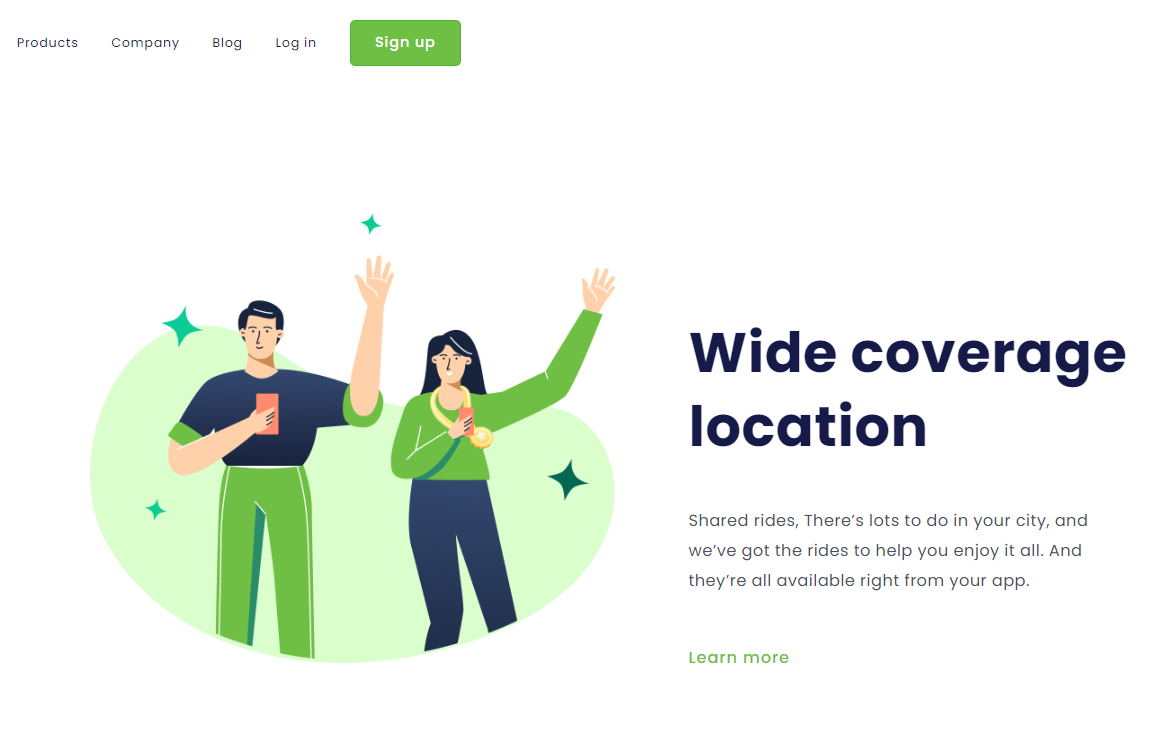 Products Company Blog Log in Sign up
Wide coverage
location
Shared rides, There’s lots to do in your city, and
we’ve got the rides to help you enjoy it all. And
they’re all available right from your app.
Learn more